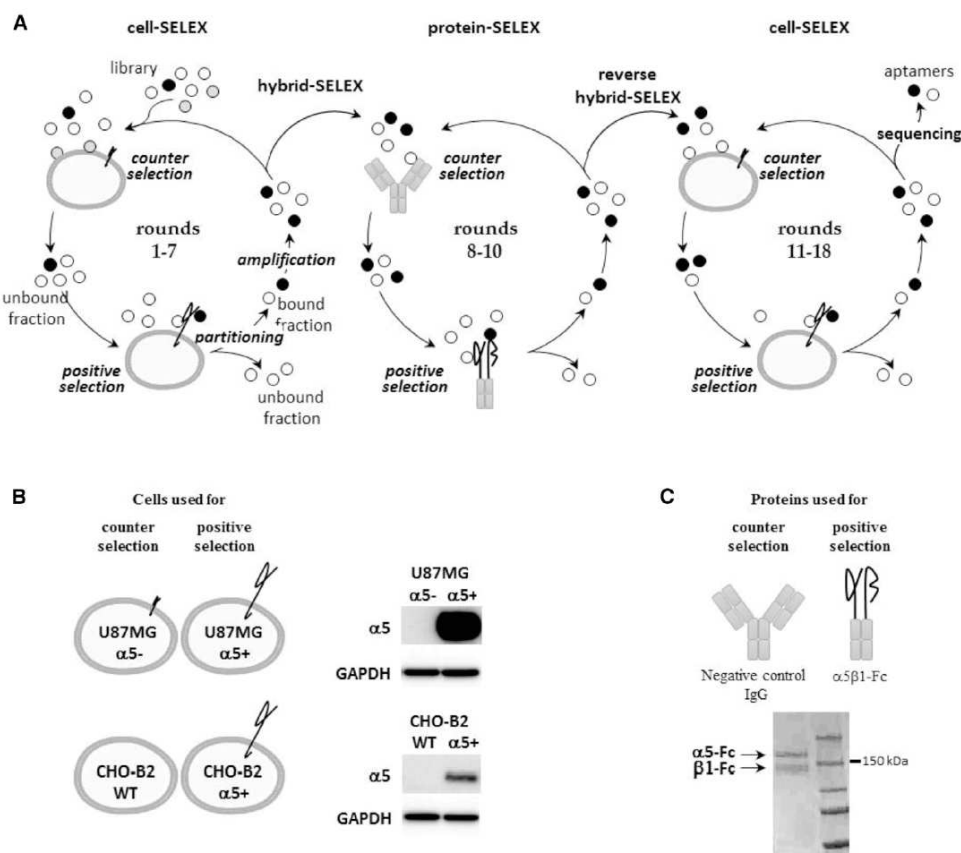 A
cell-SELEX
protein-SELEX
cell-SELEX
library
hybrid-SELEX
reverse
hybrid-SELEX
aptamers
sequencing
counter
selection
counter
selection
counter
selection
rounds
1-7
rounds
8-10
rounds
11-18
amplification
unbound
fraction
bound
fraction
partitioning
positive
selection
positive
selection
positive
selection
unbound
fraction
B
Cells used for
counter
selection
positive
selection
U87MG
α5-
U87MG
α5+
CHO-B2
WT
CHO-B2
α5+
U87MG
α5- α5+
α5
GAPDH
CHO-B2
WT α5+
α5
GAPDH
C
Proteins used for
counter
selection
positive
selection
Negative control
IgG
α5β1-Fc
α5-Fc
β1-Fc
150 kDa